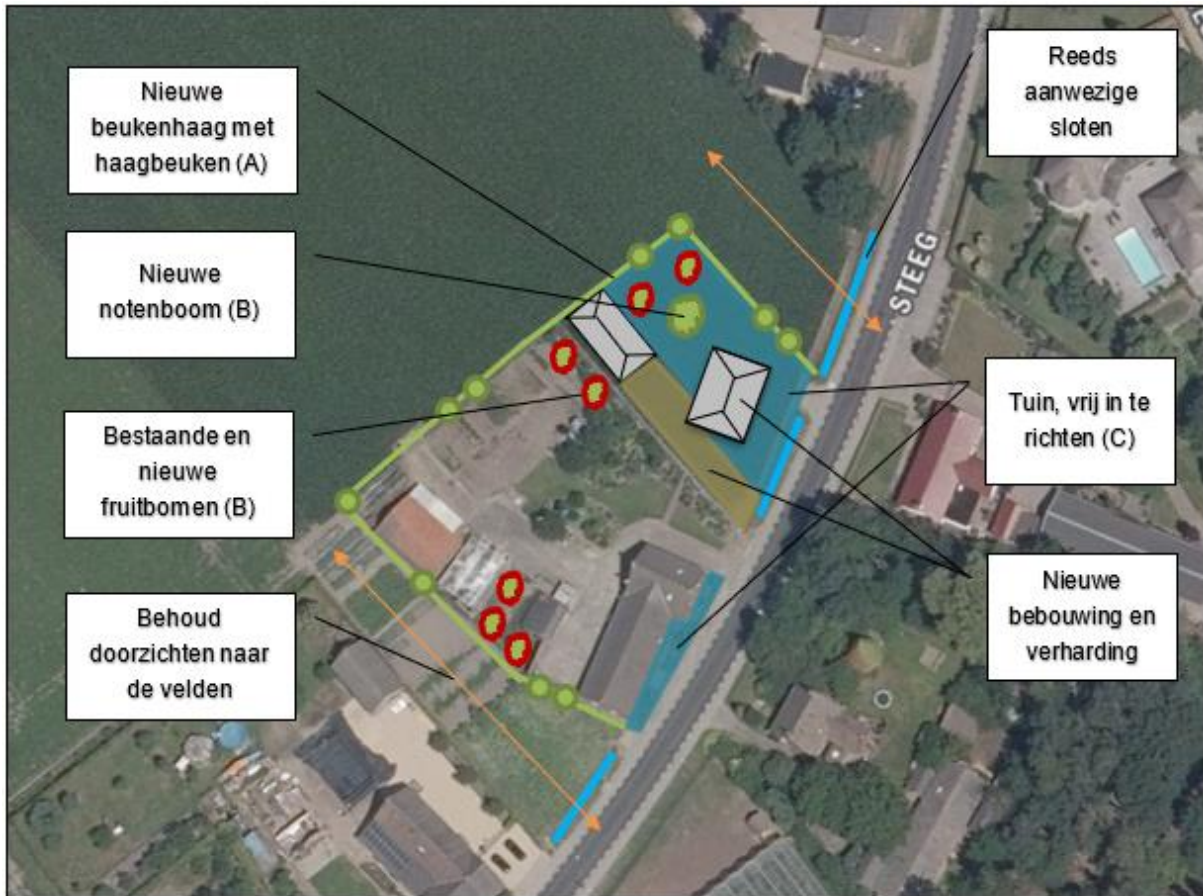 Nieuwe
beukenhaag met
haagbeuken (A)
Nieuwe
notenboom (B)
Bestaande en
nieuwe
fruitbomen (B)
Behoud
doorzichten naar
de velden
Reeds
aanwezige
sloten
STEEG
Tuin, vrij in te
richten (C)
Nieuwe
bebouwing en
verharding